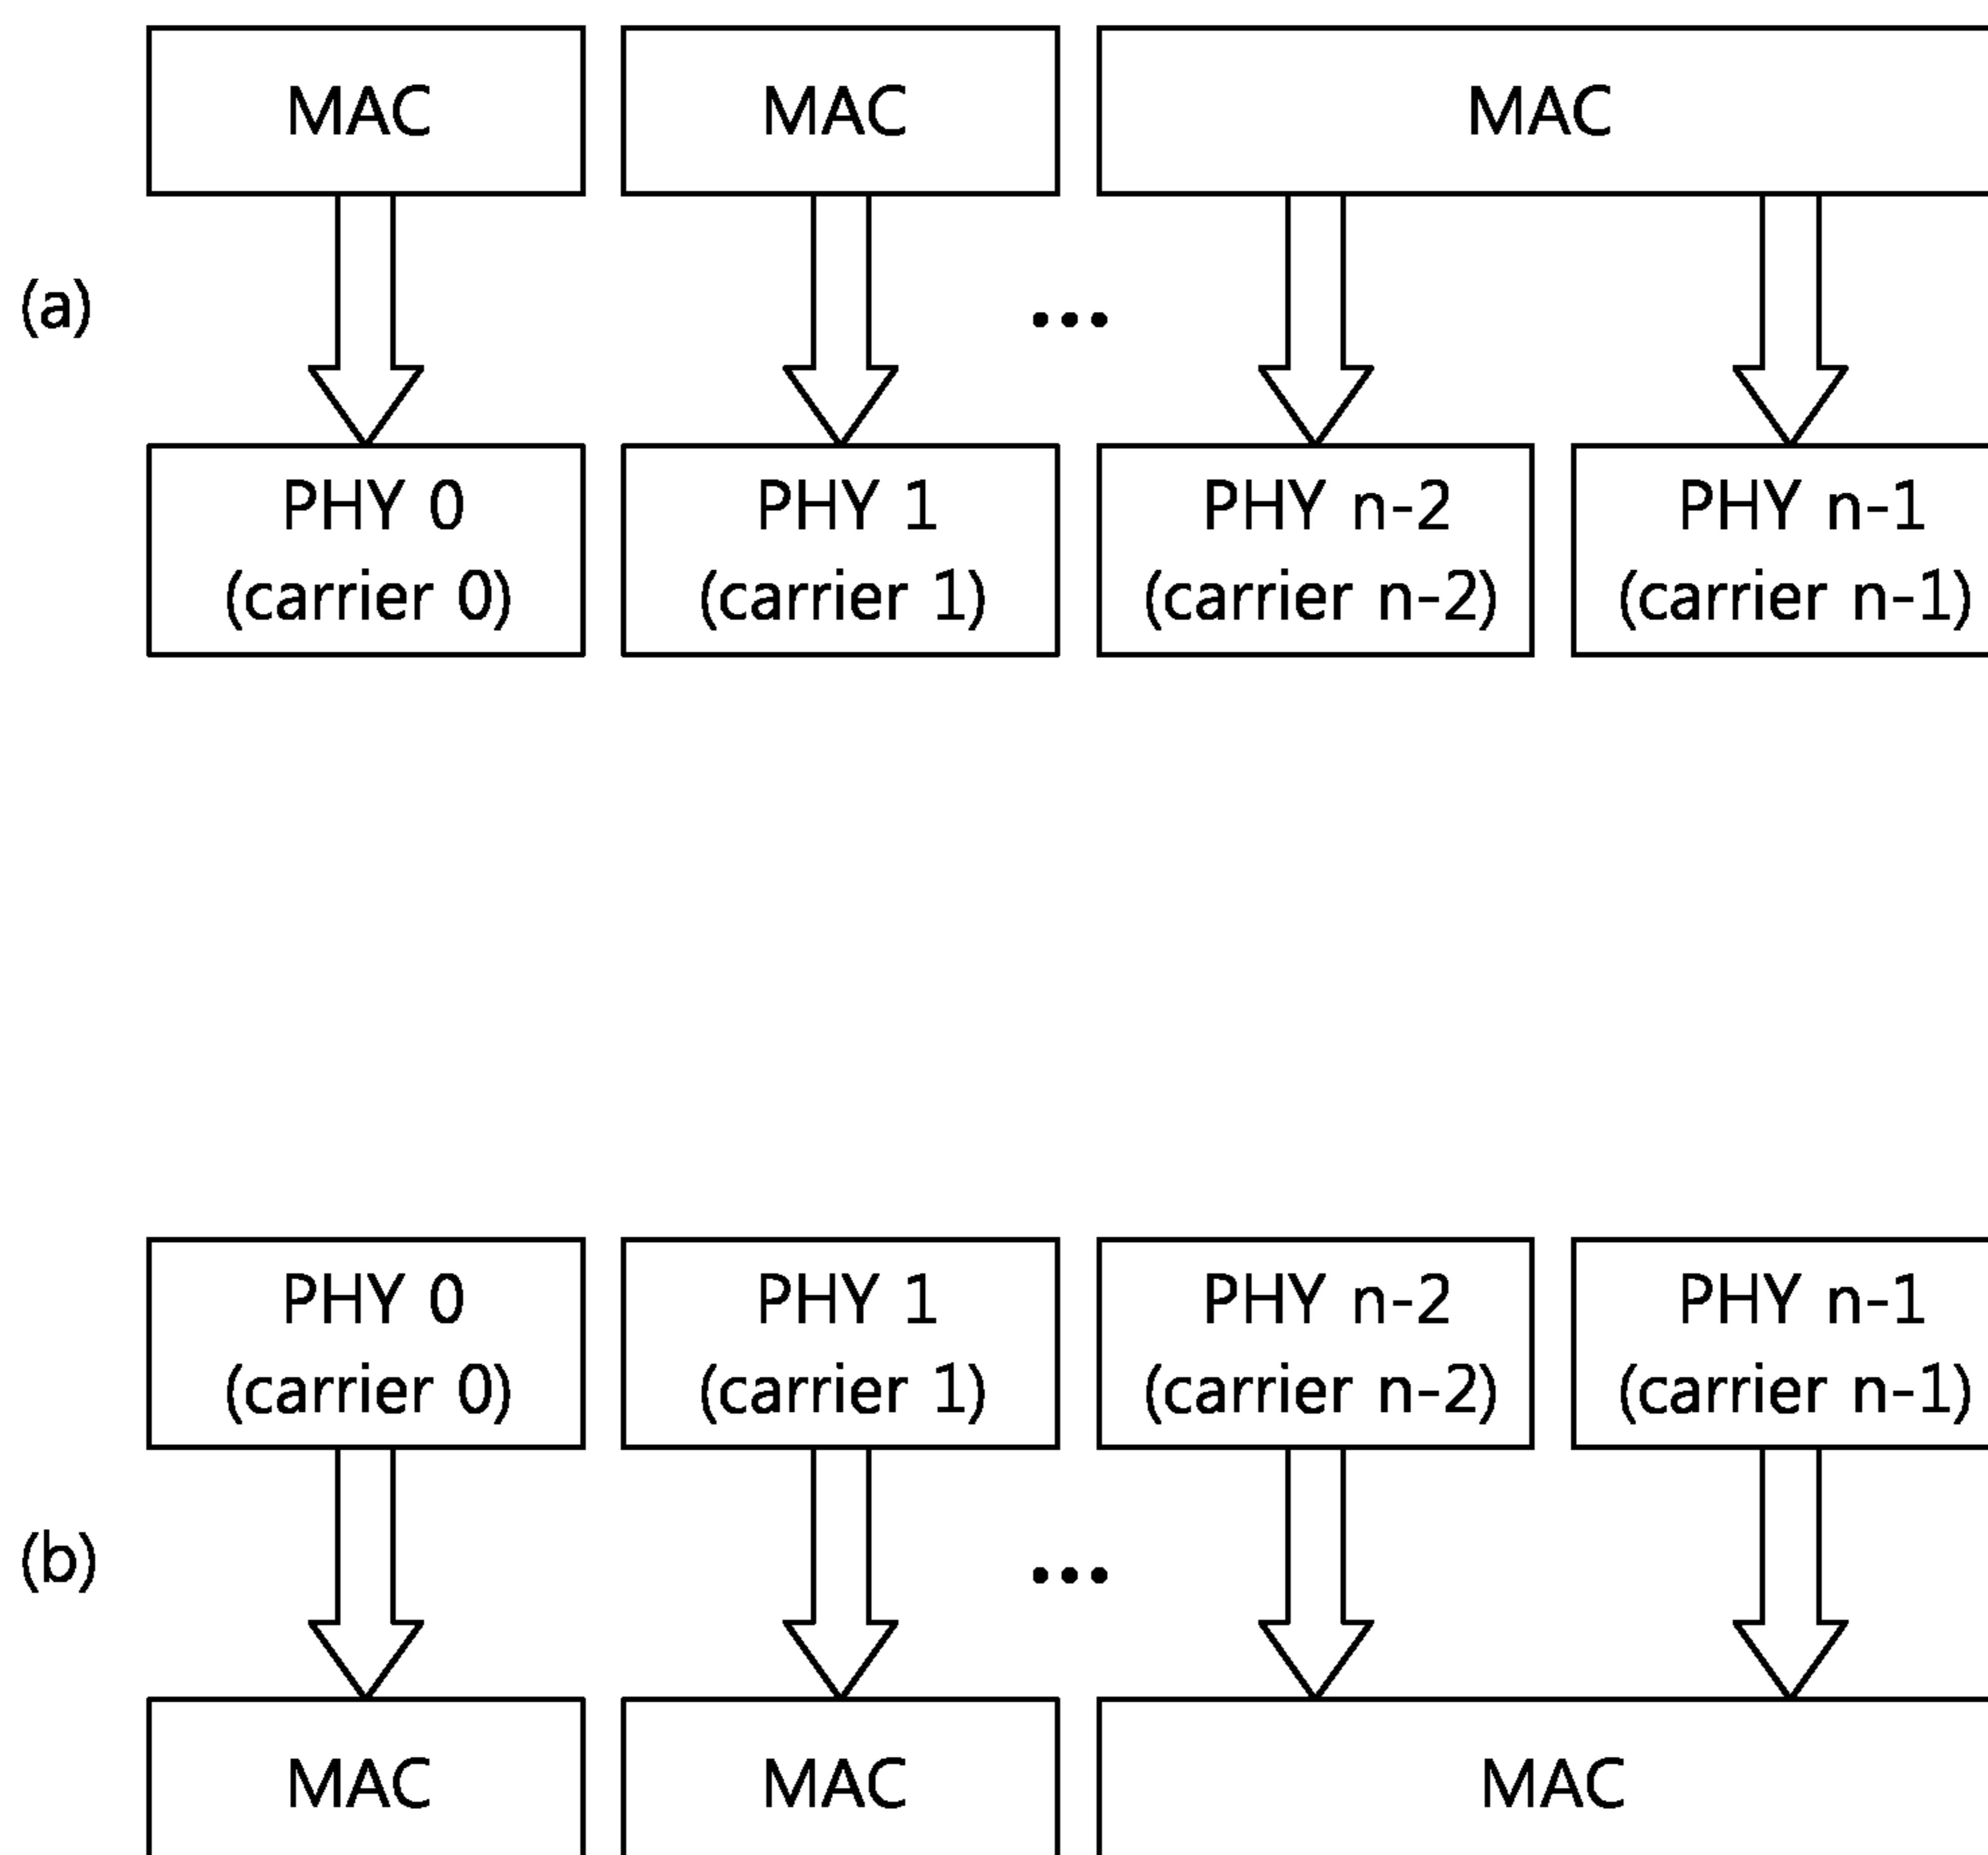 MAC MAC MAC
(a)
...
PHY 0 PHY 1 PHY n-2 PHY n-1
(carrier 0) (carrier 1) (carrier n-2) (carrier n-1)
PHY 0 PHY 1 PHY n-2 PHY n-1
(carrier 0) (carrier 1) (carrier n-2) (carrier n-1)
(b)
...
MAC MAC MAC